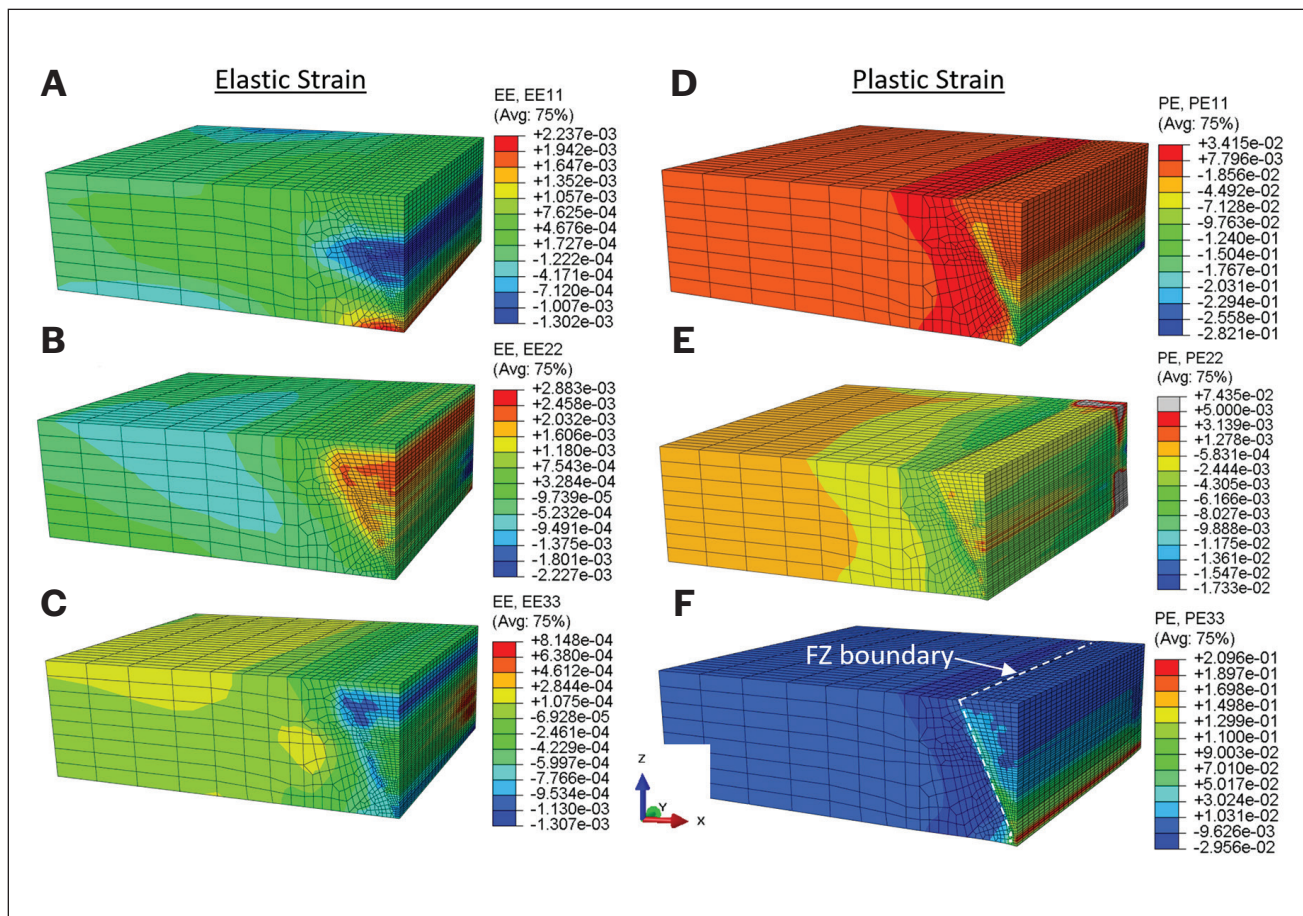 A
Elastic Strain
EE, EE11
(Avg: 75%)
+2.237e-03
+1.942e-03
+1.647e-03
+1.352e-03
+1.057e-03
+7.625e-04
+4.676e-04
+1.727e-04
-1.222e-04
-4.171e-04
-7.120e-04
-1.007e-03
-1.302e-03
B
EE, EE22
(Avg: 75%)
+2.883e-03
+2.458e-03
+2.032e-03
+1.606e-03
+1.180e-03
+7.543e-04
+3.284e-04
-9.739e-05
-5.232e-04
-9.491e-04
-1.375e-03
-1.801e-03
-2.227e-03
C
EE, EE33
(Avg: 75%)
+8.148e-04
+6.380e-04
+4.612e-04
+2.844e-04
+1.075e-04
-6.928e-05
-2.461e-04
-4.229e-04
-5.997e-04
-7.766e-04
-9.534e-04
-1.130e-03
-1.307e-03
D
Plastic Strain
PE, PE11
(Avg: 75%)
+3.415e-02
+7.796e-03
-1.856e-02
-4.492e-02
-7.128e-02
-9.763e-02
-1.240e-01
-1.504e-01
-1.767e-01
-2.031e-01
-2.294e-01
-2.558e-01
-2.821e-01
E
PE, PE22
(Avg: 75%)
+7.435e-02
+5.000e-03
+3.139e-03
+1.278e-03
-5.831e-04
-2.444e-03
-4.305e-03
-6.166e-03
-8.027e-03
-9.888e-03
-1.175e-02
-1.361e-02
-1.547e-02
-1.733e-02
F
FZ boundary
PE, PE33
(Avg: 75%)
+2.096e-01
+1.897e-01
+1.698e-01
+1.498e-01
+1.299e-01
+1.100e-01
+9.003e-02
+7.010e-02
+5.017e-02
+3.024e-02
+1.031e-02
-9.626e-03
-2.956e-02
Z
Y
X